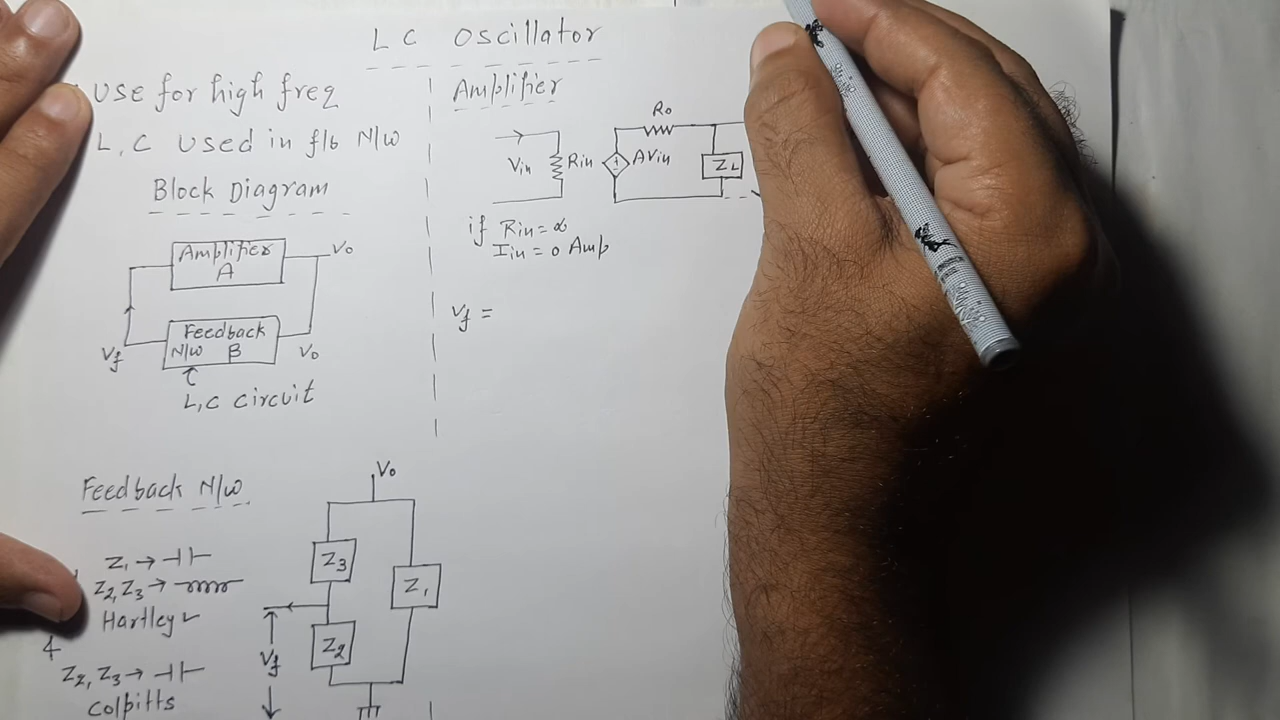 LC Oscillator
Use for high freq
L, C used in f/b N/W
Block Diagram
Amplifier
A
Vo
Feedback
N/W β
Vf
Vo
L,C circuit
Amplifier
Vin
Rin
AVin
Ro
ZL
if Rin = ∞
Iin = 0 Amp
Vf =
Feedback N/W
Z1 →
Z2, Z3 →
Hartley
Z2, Z3 →
Colpitts
Vo
Z3
Z1
Z2
Vf